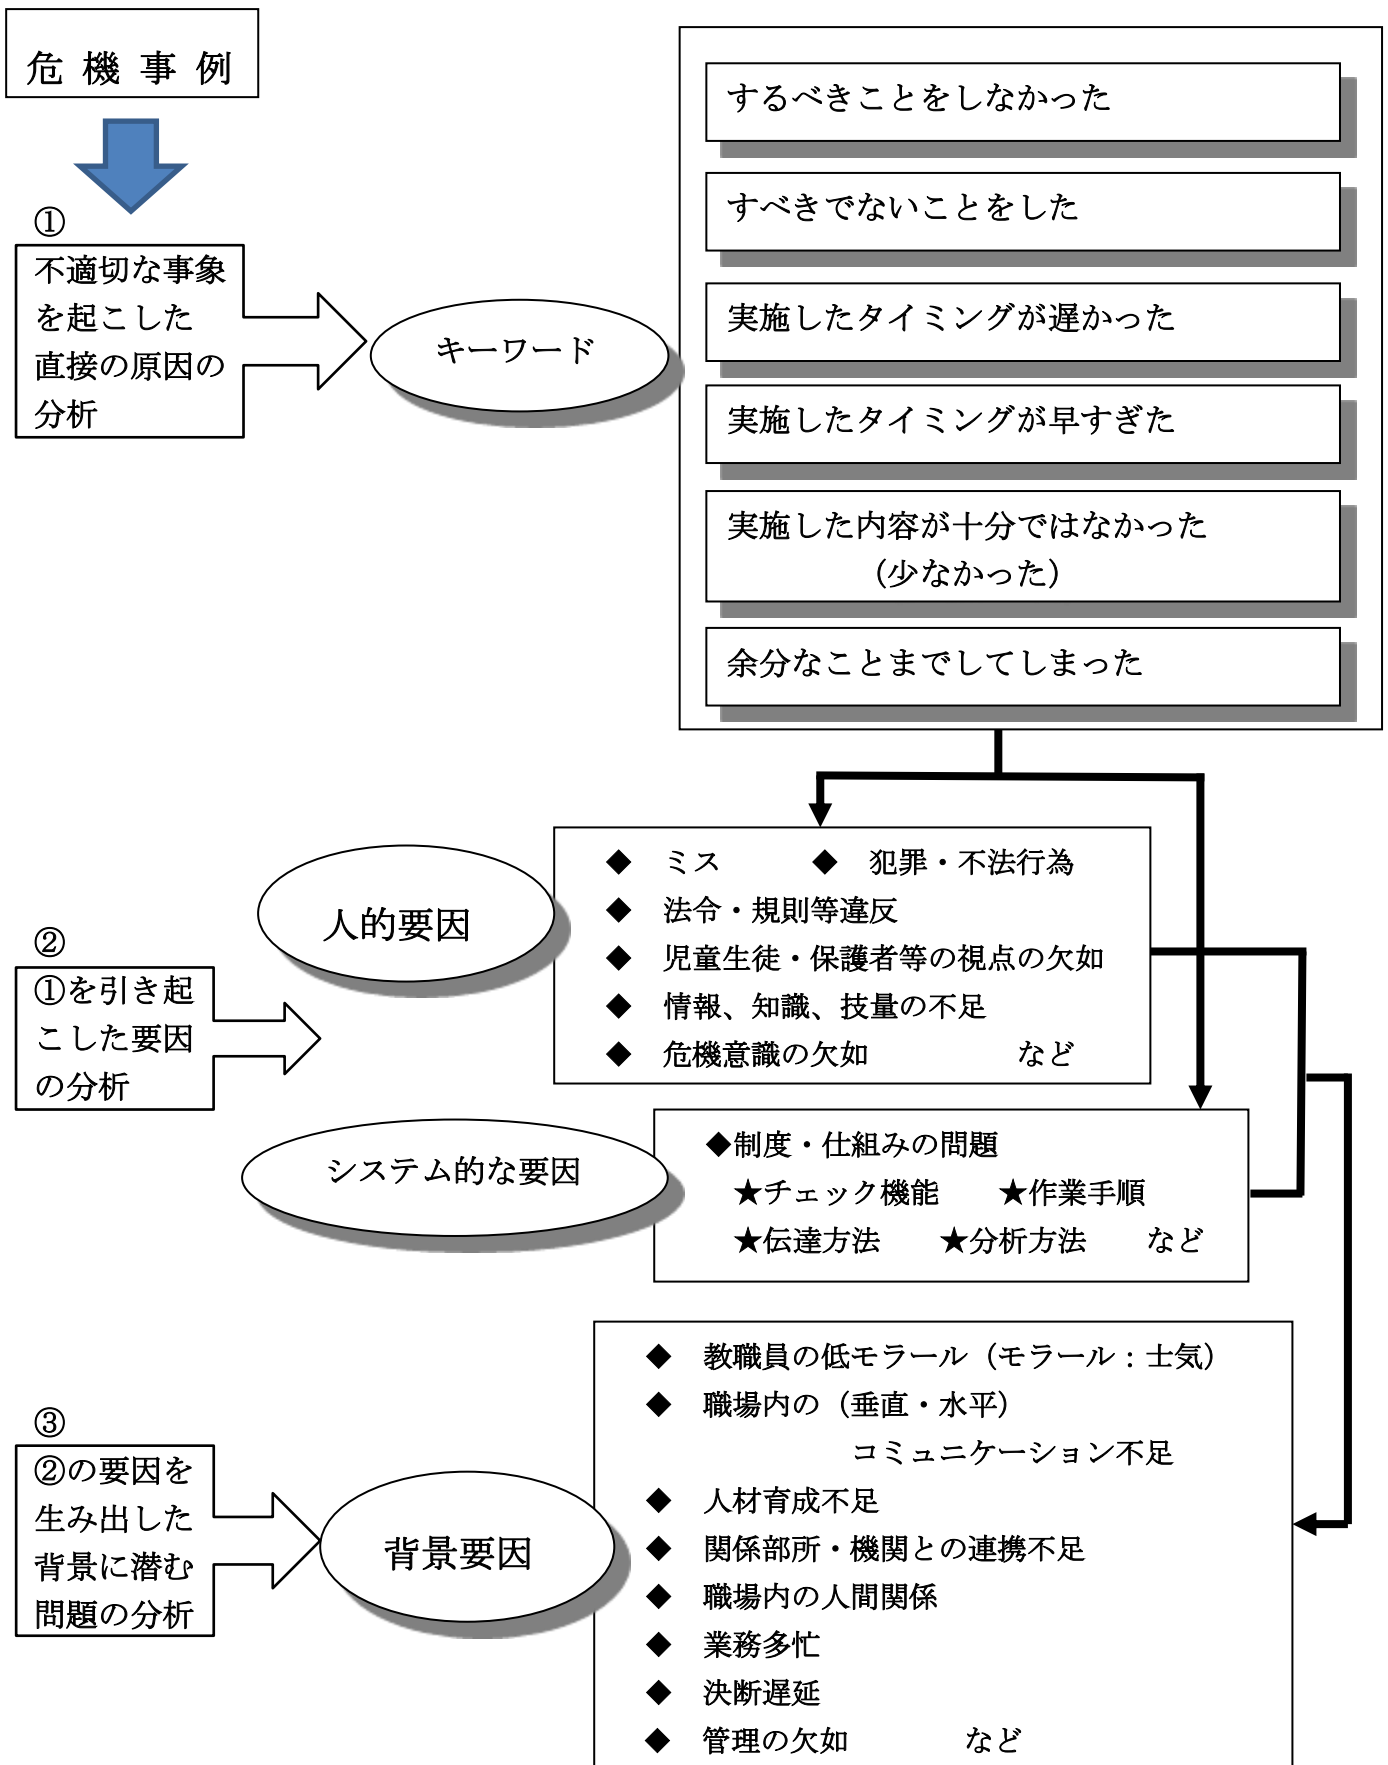 危 機 事 例
①
不適切な事象
を起こした
直接の原因の
分析
キーワード
するべきことをしなかった
すべきでないことをした
実施したタイミングが遅かった
実施したタイミングが早すぎた
実施した内容が十分ではなかった
（少なかった）
余分なことまでしてしまった
②
①を引き起
こした要因
の分析
人的要因
◆ ミス ◆ 犯罪・不法行為
◆ 法令・規則等違反
◆ 児童生徒・保護者等の視点の欠如
◆ 情報、知識、技量の不足
◆ 危機意識の欠如 など
システム的な要因
◆制度・仕組みの問題
★チェック機能 ★作業手順
★伝達方法 ★分析方法 など
③
②の要因を
生み出した
背景に潜む
問題の分析
背景要因
◆ 教職員の低モラール（モラール：士気）
◆ 職場内の（垂直・水平）
コミュニケーション不足
◆ 人材育成不足
◆ 関係部所・機関との連携不足
◆ 職場内の人間関係
◆ 業務多忙
◆ 決断遅延
◆ 管理の欠如 など